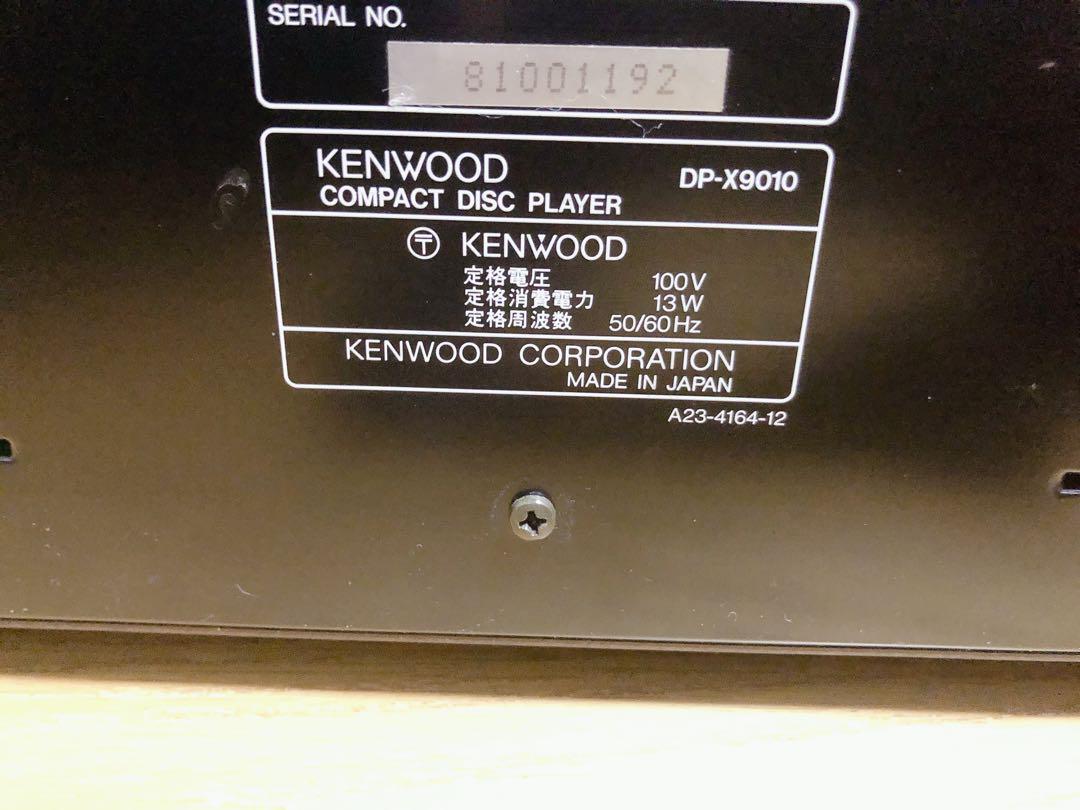 SERIAL NO.
81001192
KENWOOD DP-X9010
COMPACT DISC PLAYER
〒 KENWOOD
定格電圧 100V
定格消費電力 13W
定格周波数 50/60Hz
KENWOOD CORPORATION
MADE IN JAPAN
A23-4164-12